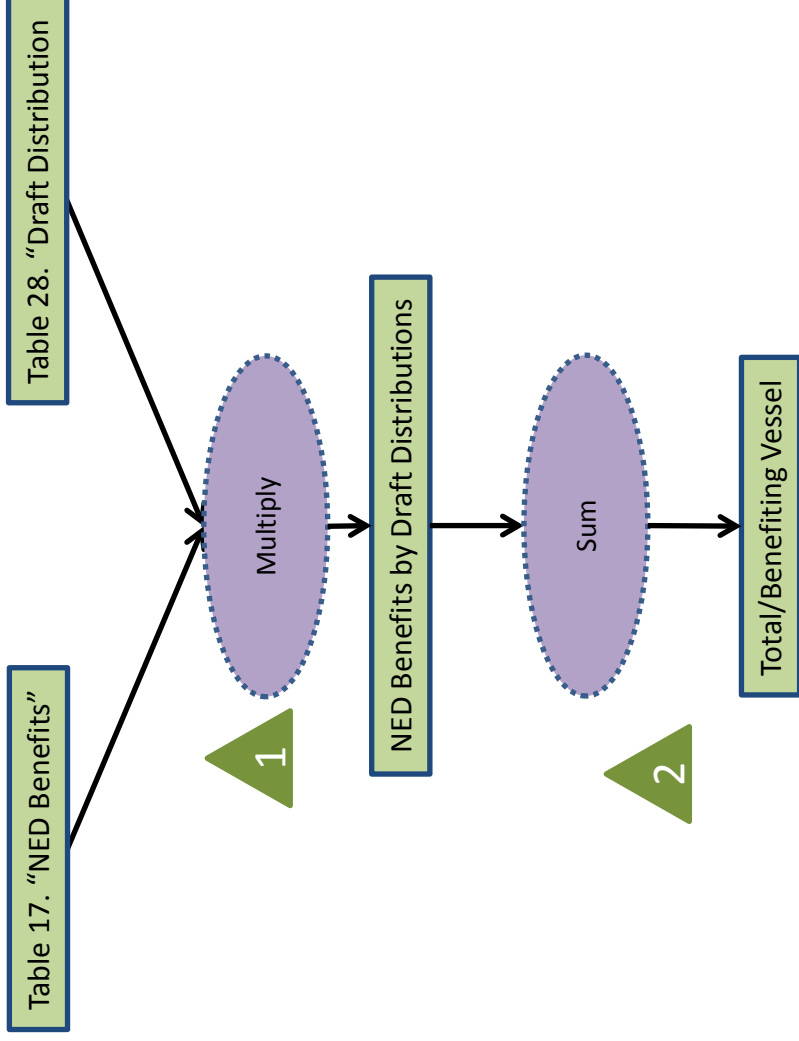 Table 17. “NED Benefits”
Table 28. “Draft Distribution
1
Multiply
NED Benefits by Draft Distributions
2
Sum
Total/Benefiting Vessel